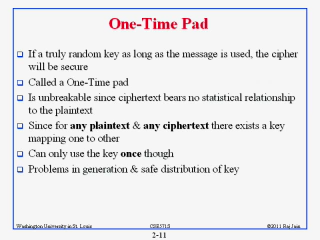 One-Time Pad
If a truly random key as long as the message is used, the cipher
will be secure
Called a One-Time pad
Is unbreakable since ciphertext bears no statistical relationship
to the plaintext
Since for any plaintext & any ciphertext there exists a key
mapping one to other
Can only use the key once though
Problems in generation & safe distribution of key
Washington University in St. Louis CSE571S ©2011 Raj Jain
2-11